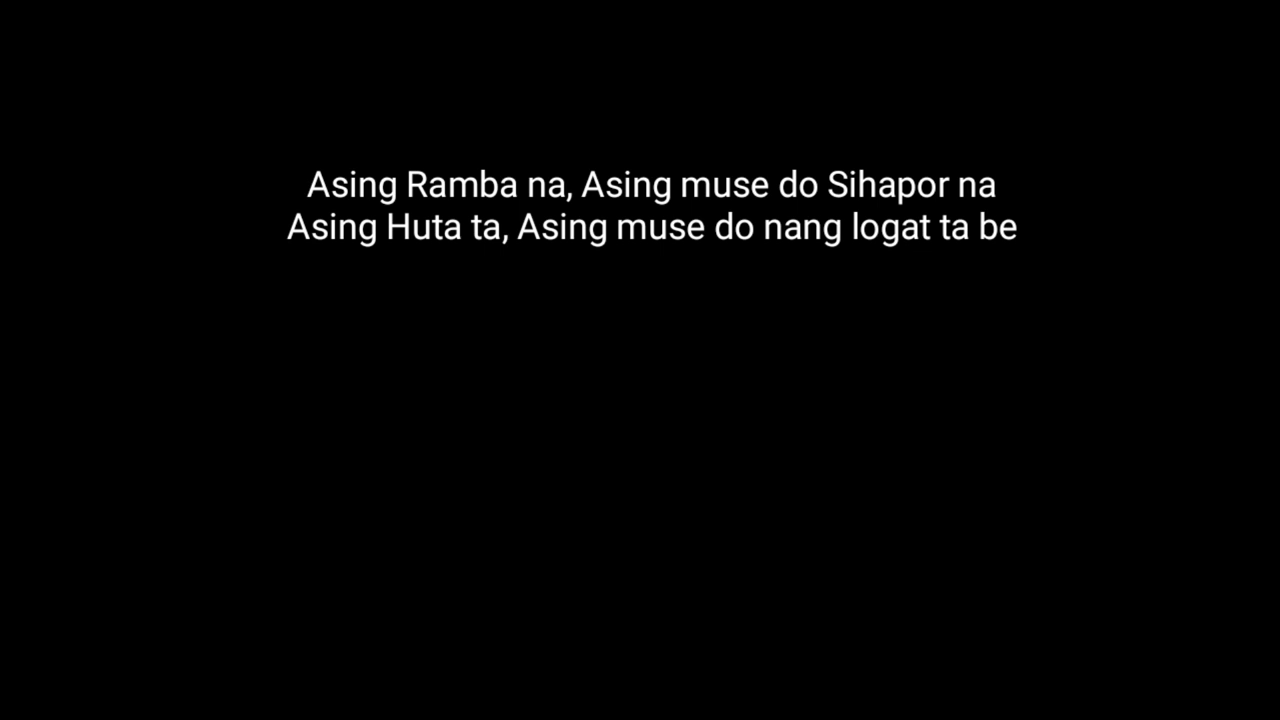 Asing Ramba na, Asing muse do Sihapor na
Asing Huta ta, Asing muse do nang logat ta be